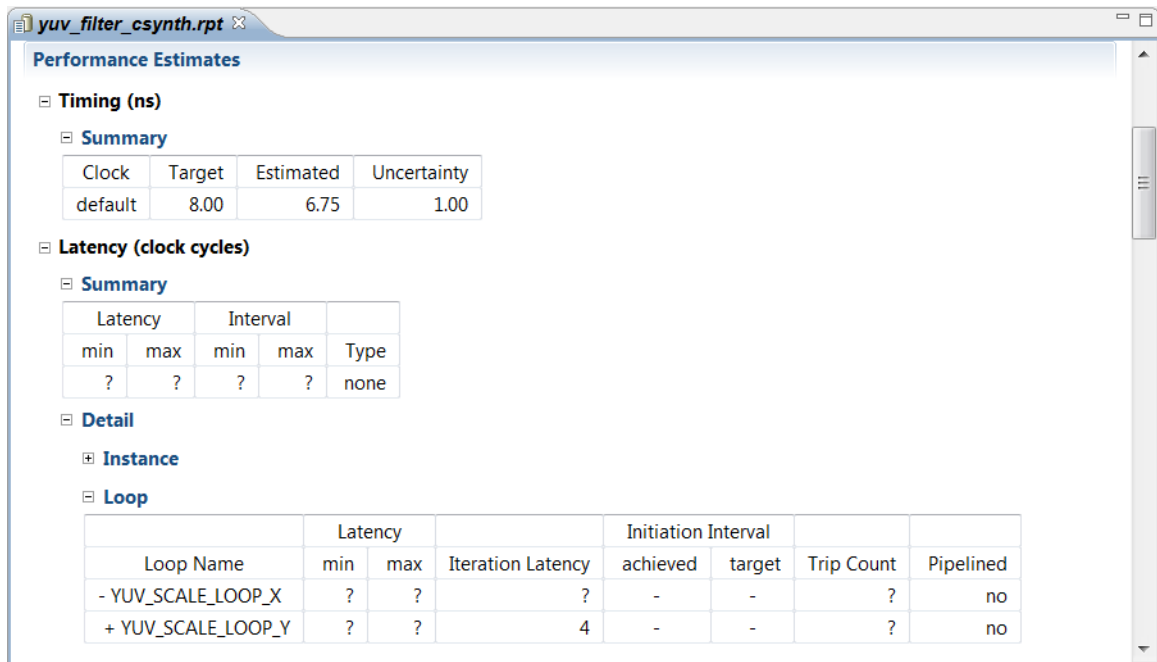 yuv_filter_csynth.rpt
Performance Estimates
Timing (ns)
Summary
Clock Target Estimated Uncertainty
default 8.00 6.75 1.00
Latency (clock cycles)
Summary
Latency Interval
min max min max Type
? ? ? ? none
Detail
Instance
Loop
Latency Initiation Interval
Loop Name min max Iteration Latency achieved target Trip Count Pipelined
- YUV_SCALE_LOOP_X ? ? ? - - ? no
+ YUV_SCALE_LOOP_Y ? ? 4 - - ? no